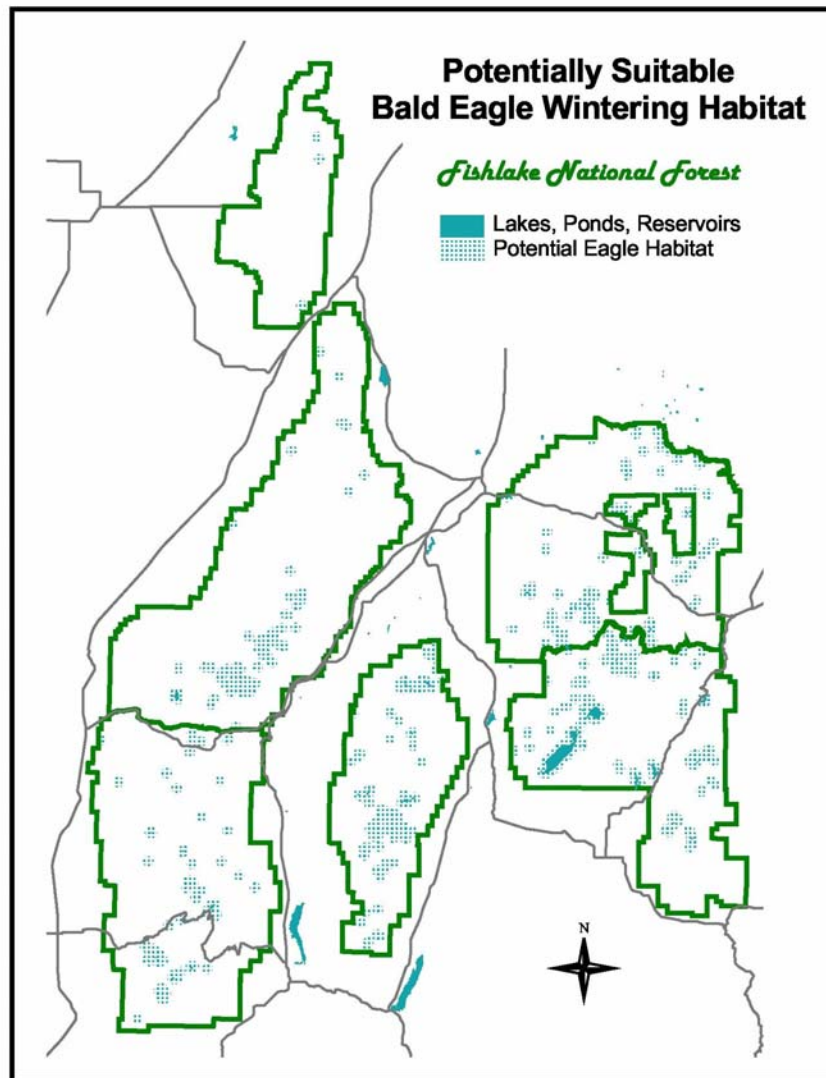 Potentially Suitable
Bald Eagle Wintering Habitat
Fishlake National Forest
Lakes, Ponds, Reservoirs
Potential Eagle Habitat
N